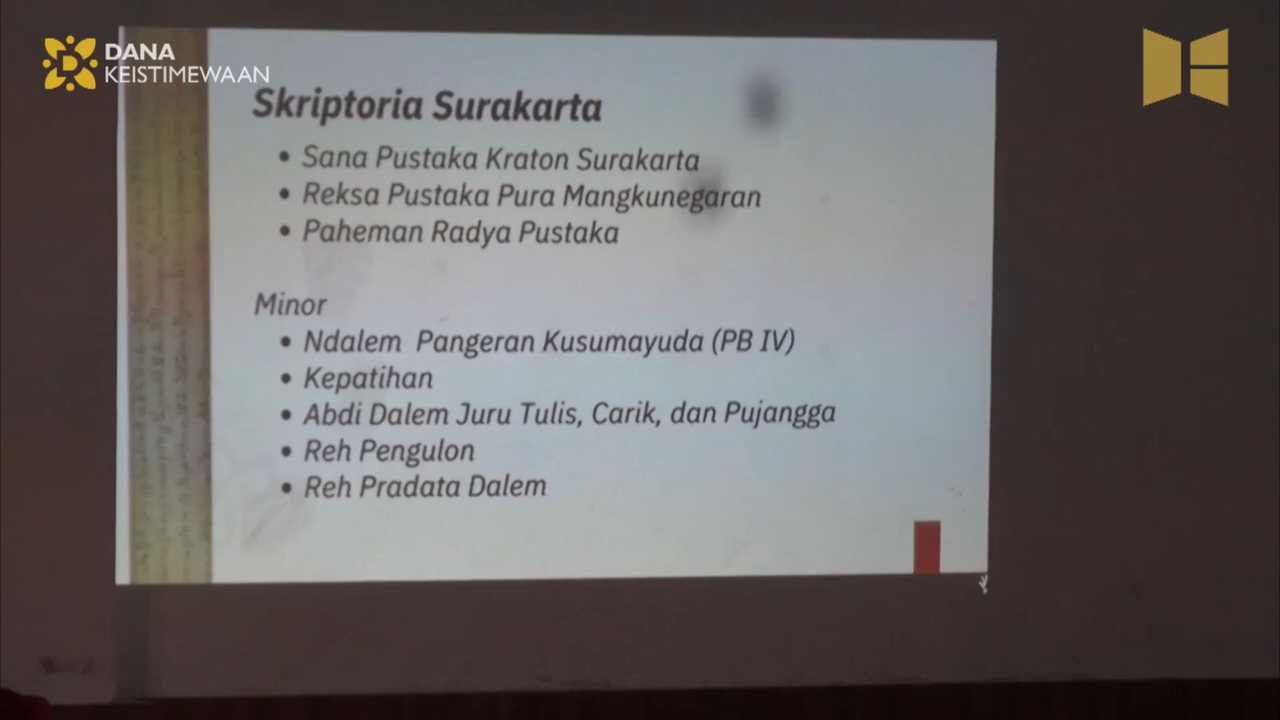 DANA
KEISTIMEWAAN
Skriptoria Surakarta
• Sana Pustaka Kraton Surakarta
• Reksa Pustaka Pura Mangkunegaran
• Paheman Radya Pustaka
Minor
• Ndalem Pangeran Kusumayuda (PB IV)
• Kepatihan
• Abdi Dalem Juru Tulis, Carik, dan Pujangga
• Reh Pengulon
• Reh Pradata Dalem